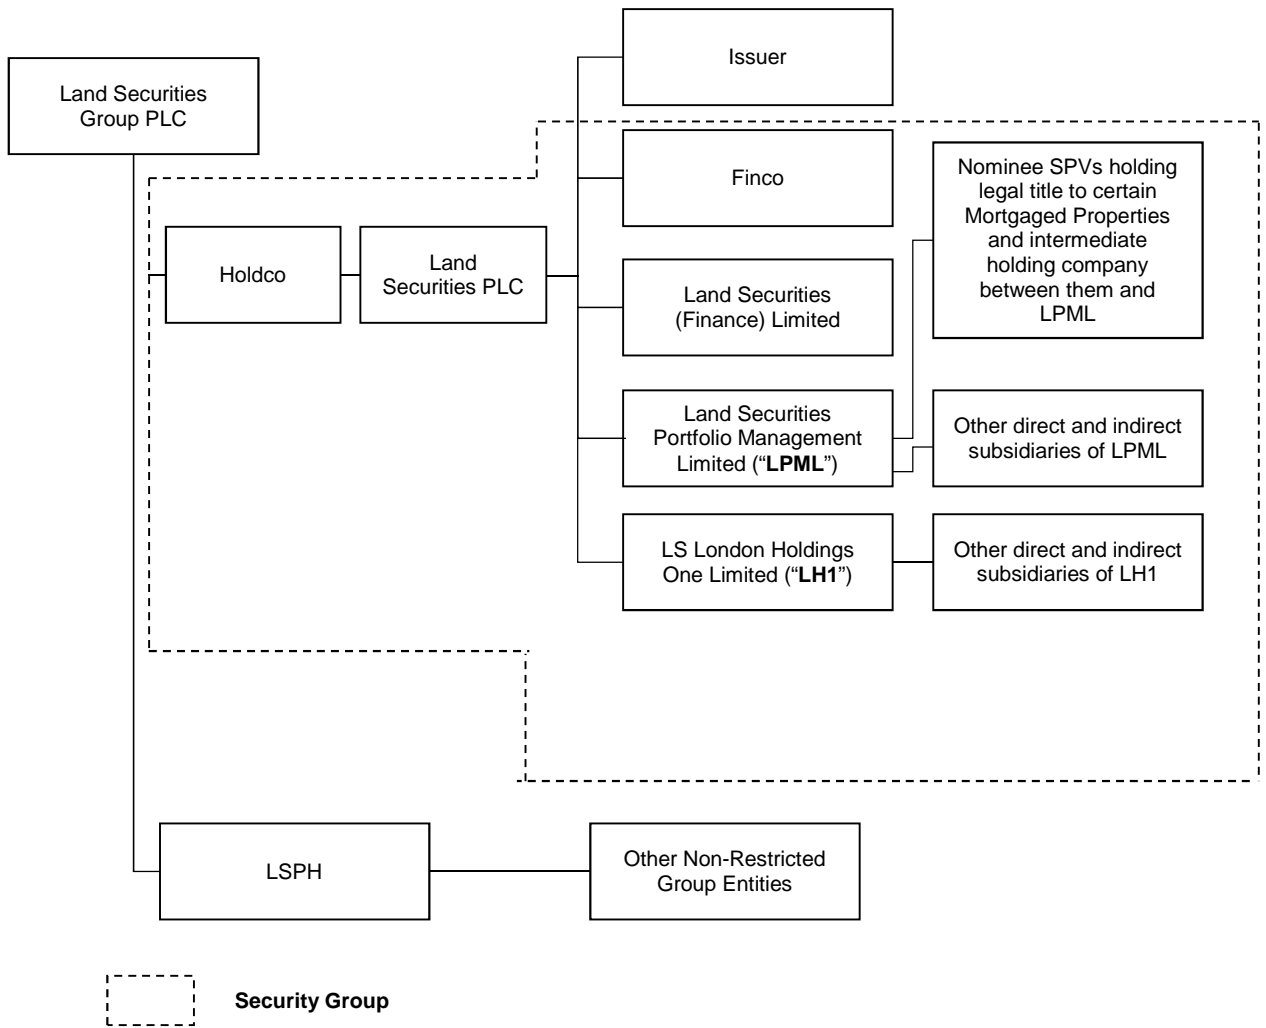 Issuer
Land Securities
Group PLC
Finco
Nominee SPVs holding
legal title to certain
Mortgaged Properties
and intermediate
holding company
between them and
LPML
Holdco
Land
Securities PLC
Land Securities
(Finance) Limited
Land Securities
Portfolio Management
Limited (“LPML”)
Other direct and indirect
subsidiaries of LPML
LS London Holdings
One Limited (“LH1”)
Other direct and indirect
subsidiaries of LH1
LSPH
Other Non-Restricted
Group Entities
Security Group